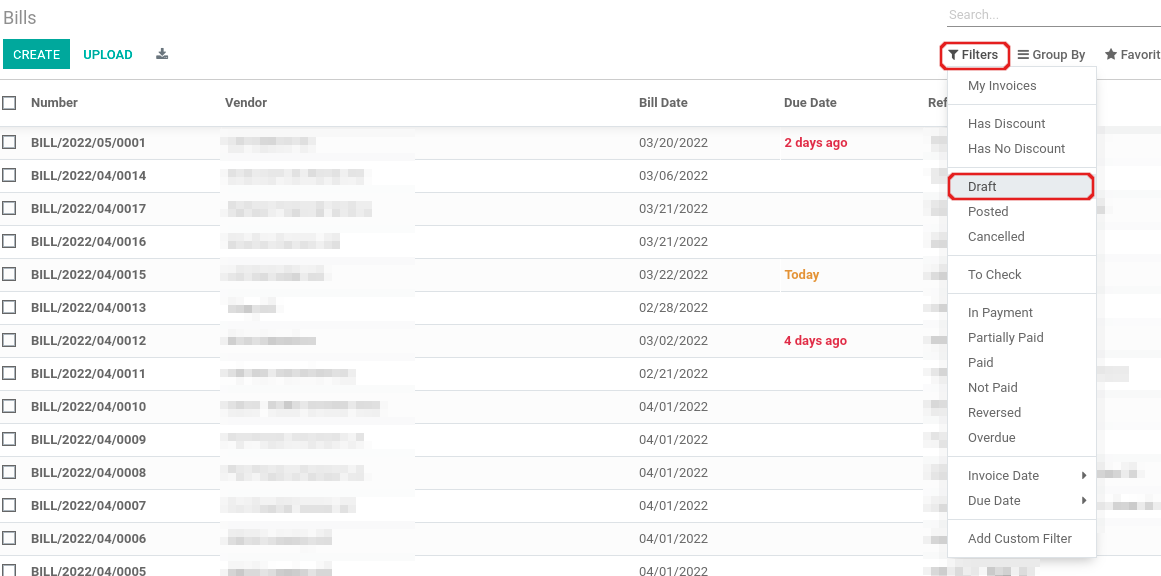 Bills
Search...
CREATE UPLOAD Filters Group By Favorit
Number Vendor Bill Date Due Date Ref
BILL/2022/05/0001 03/20/2022 2 days ago
BILL/2022/04/0014 03/06/2022
BILL/2022/04/0017 03/21/2022
BILL/2022/04/0016 03/21/2022
BILL/2022/04/0015 03/22/2022 Today
BILL/2022/04/0013 02/28/2022
BILL/2022/04/0012 03/02/2022 4 days ago
BILL/2022/04/0011 02/21/2022
BILL/2022/04/0010 04/01/2022
BILL/2022/04/0009 04/01/2022
BILL/2022/04/0008 04/01/2022
BILL/2022/04/0007 04/01/2022
BILL/2022/04/0006 04/01/2022
BILL/2022/04/0005 04/01/2022
My Invoices
Has Discount
Has No Discount
Draft
Posted
Cancelled
To Check
In Payment
Partially Paid
Paid
Not Paid
Reversed
Overdue
Invoice Date
Due Date
Add Custom Filter